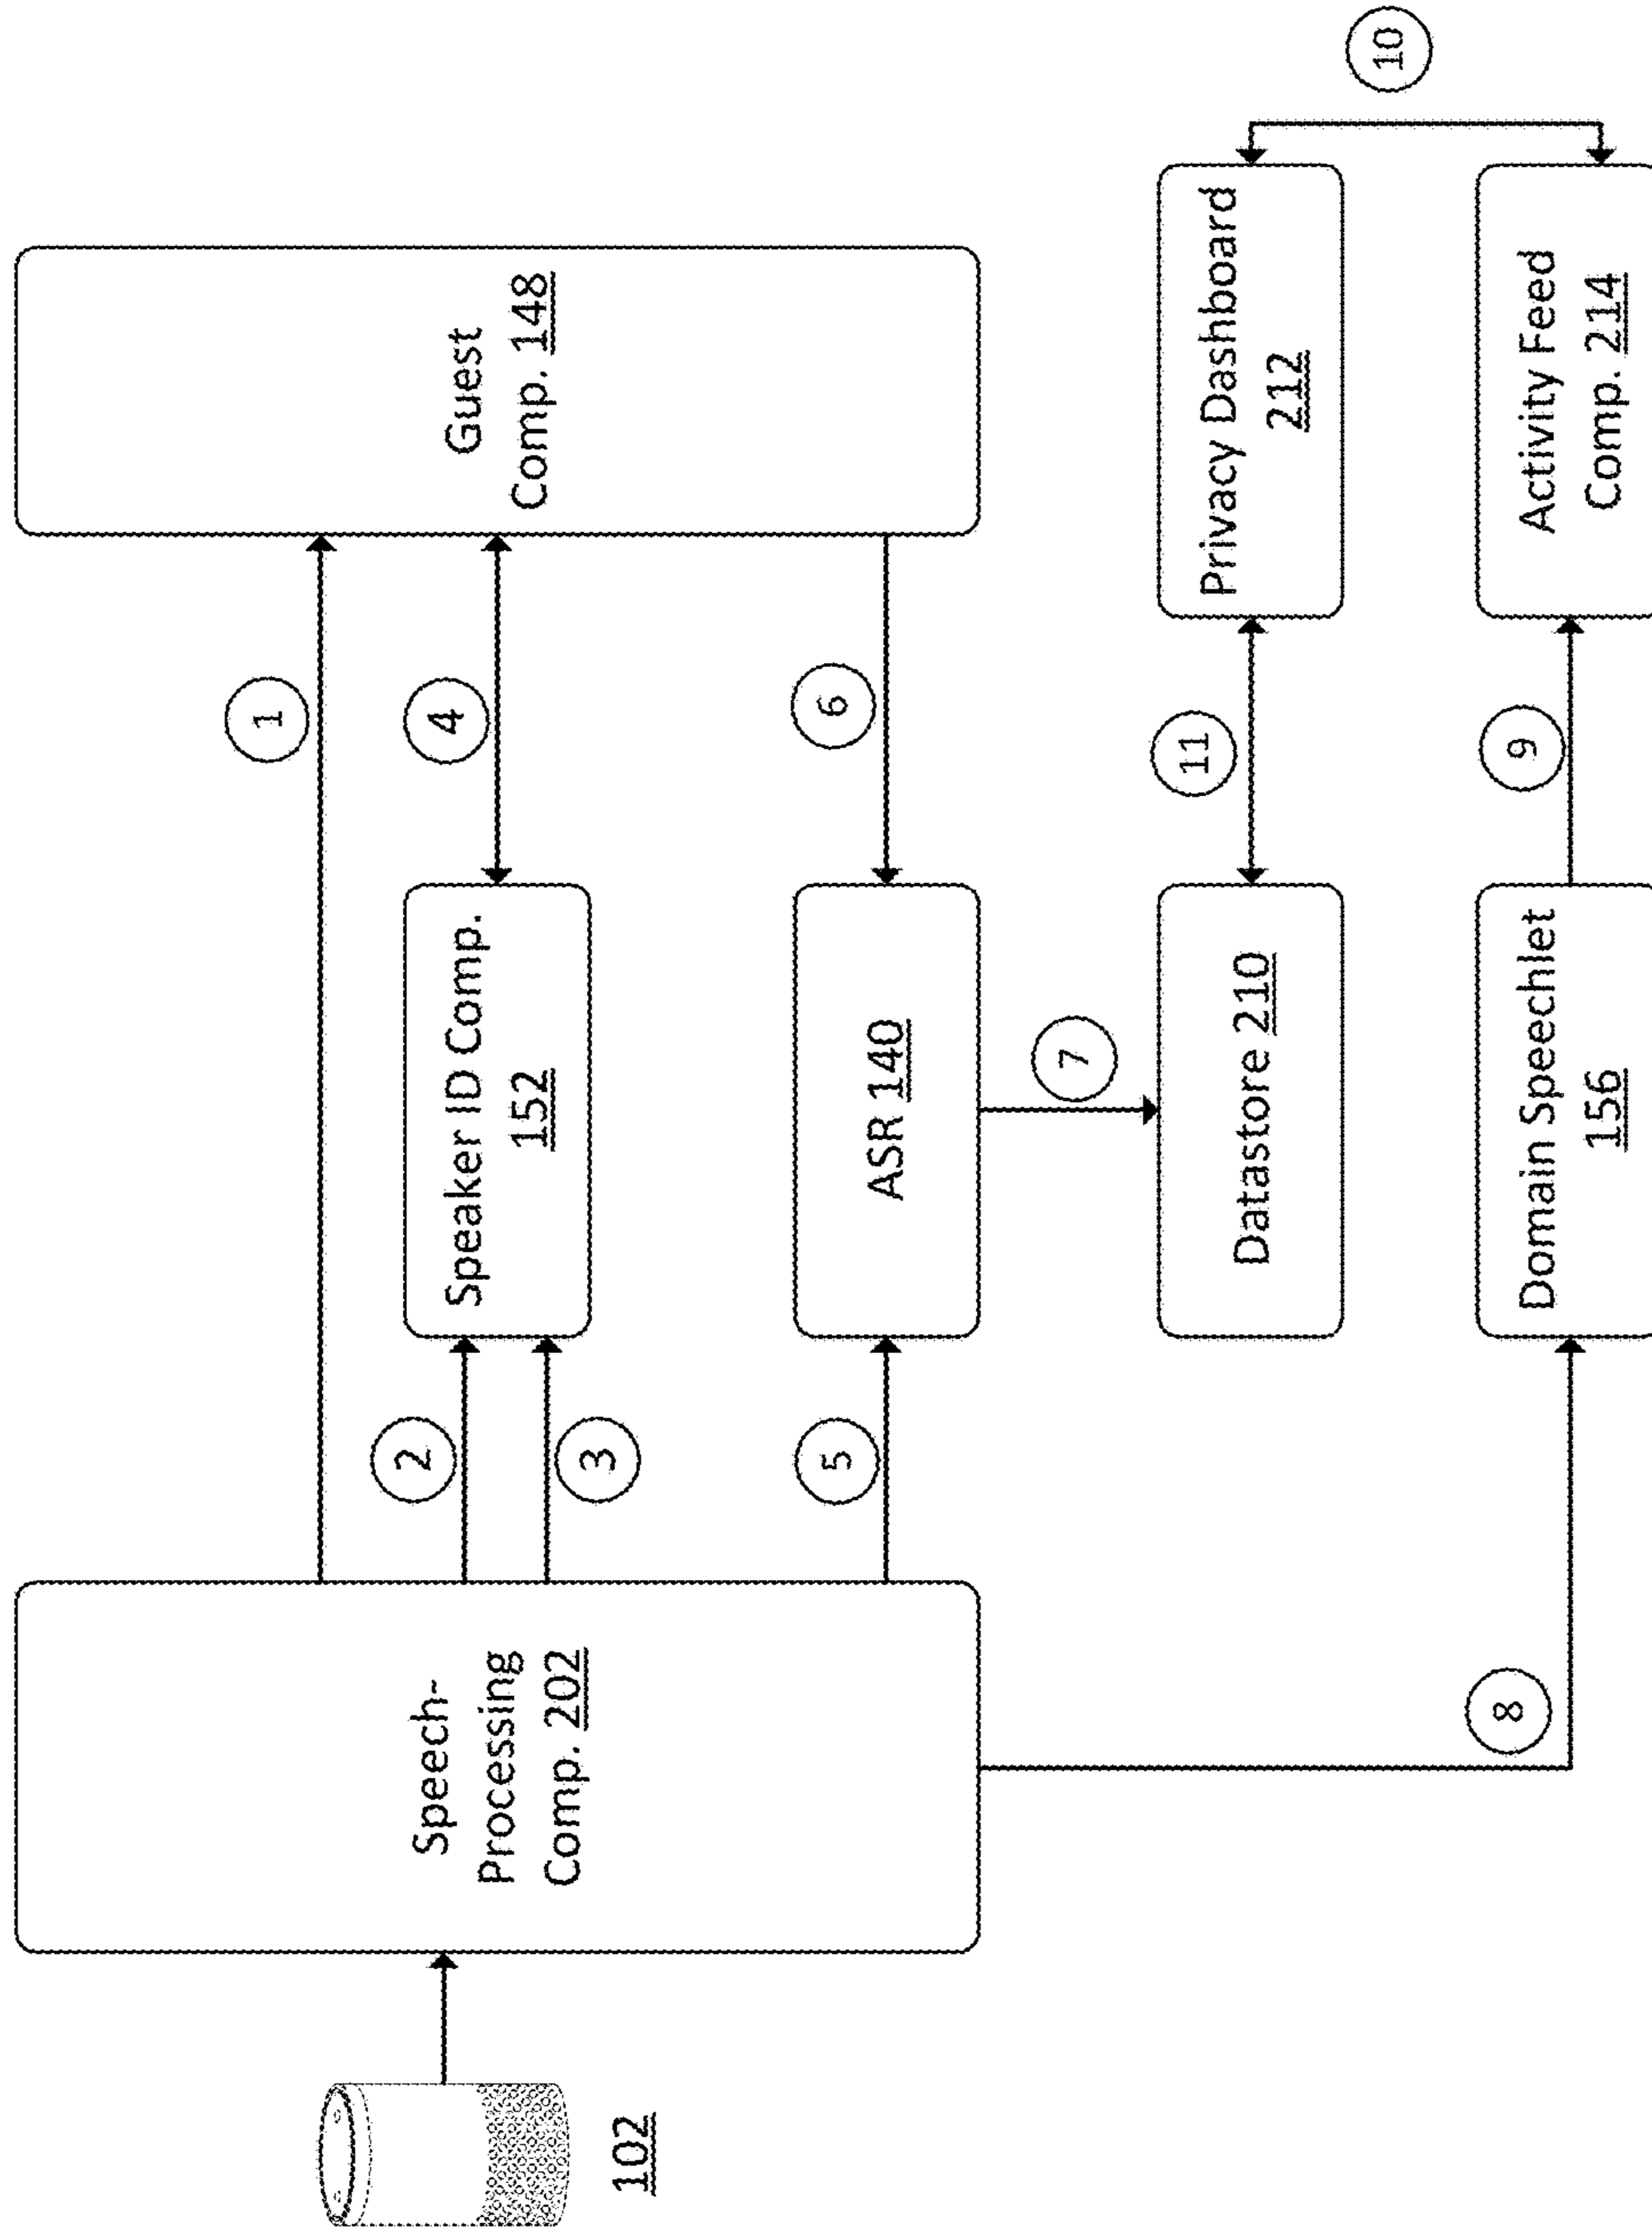 102
Speech-
Processing
Comp. 202
1
2
3
4
5
6
Speaker ID Comp.
152
Guest
Comp. 148
ASR 140
7
Datastore 210
11
Privacy Dashboard
212
10
8
Domain Speechlet
156
9
Activity Feed
Comp. 214